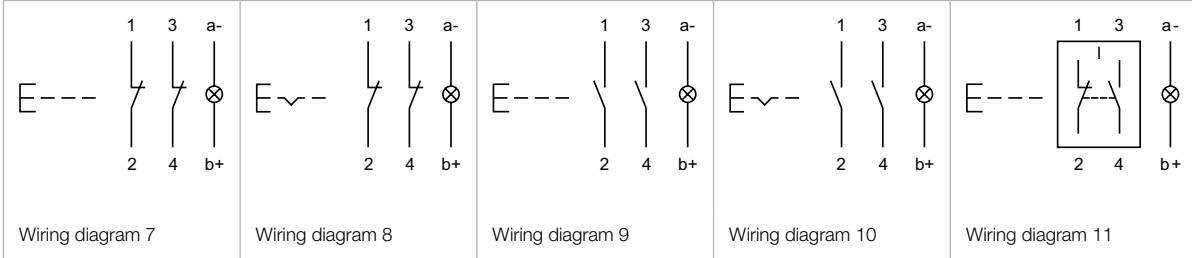 1 3 a- 1 3 a- 1 3 a- 1 3 a- 1 3 a-
2 4 b+ 2 4 b+ 2 4 b+ 2 4 b+ 2 4 b+
Wiring diagram 7 Wiring diagram 8 Wiring diagram 9 Wiring diagram 10 Wiring diagram 11